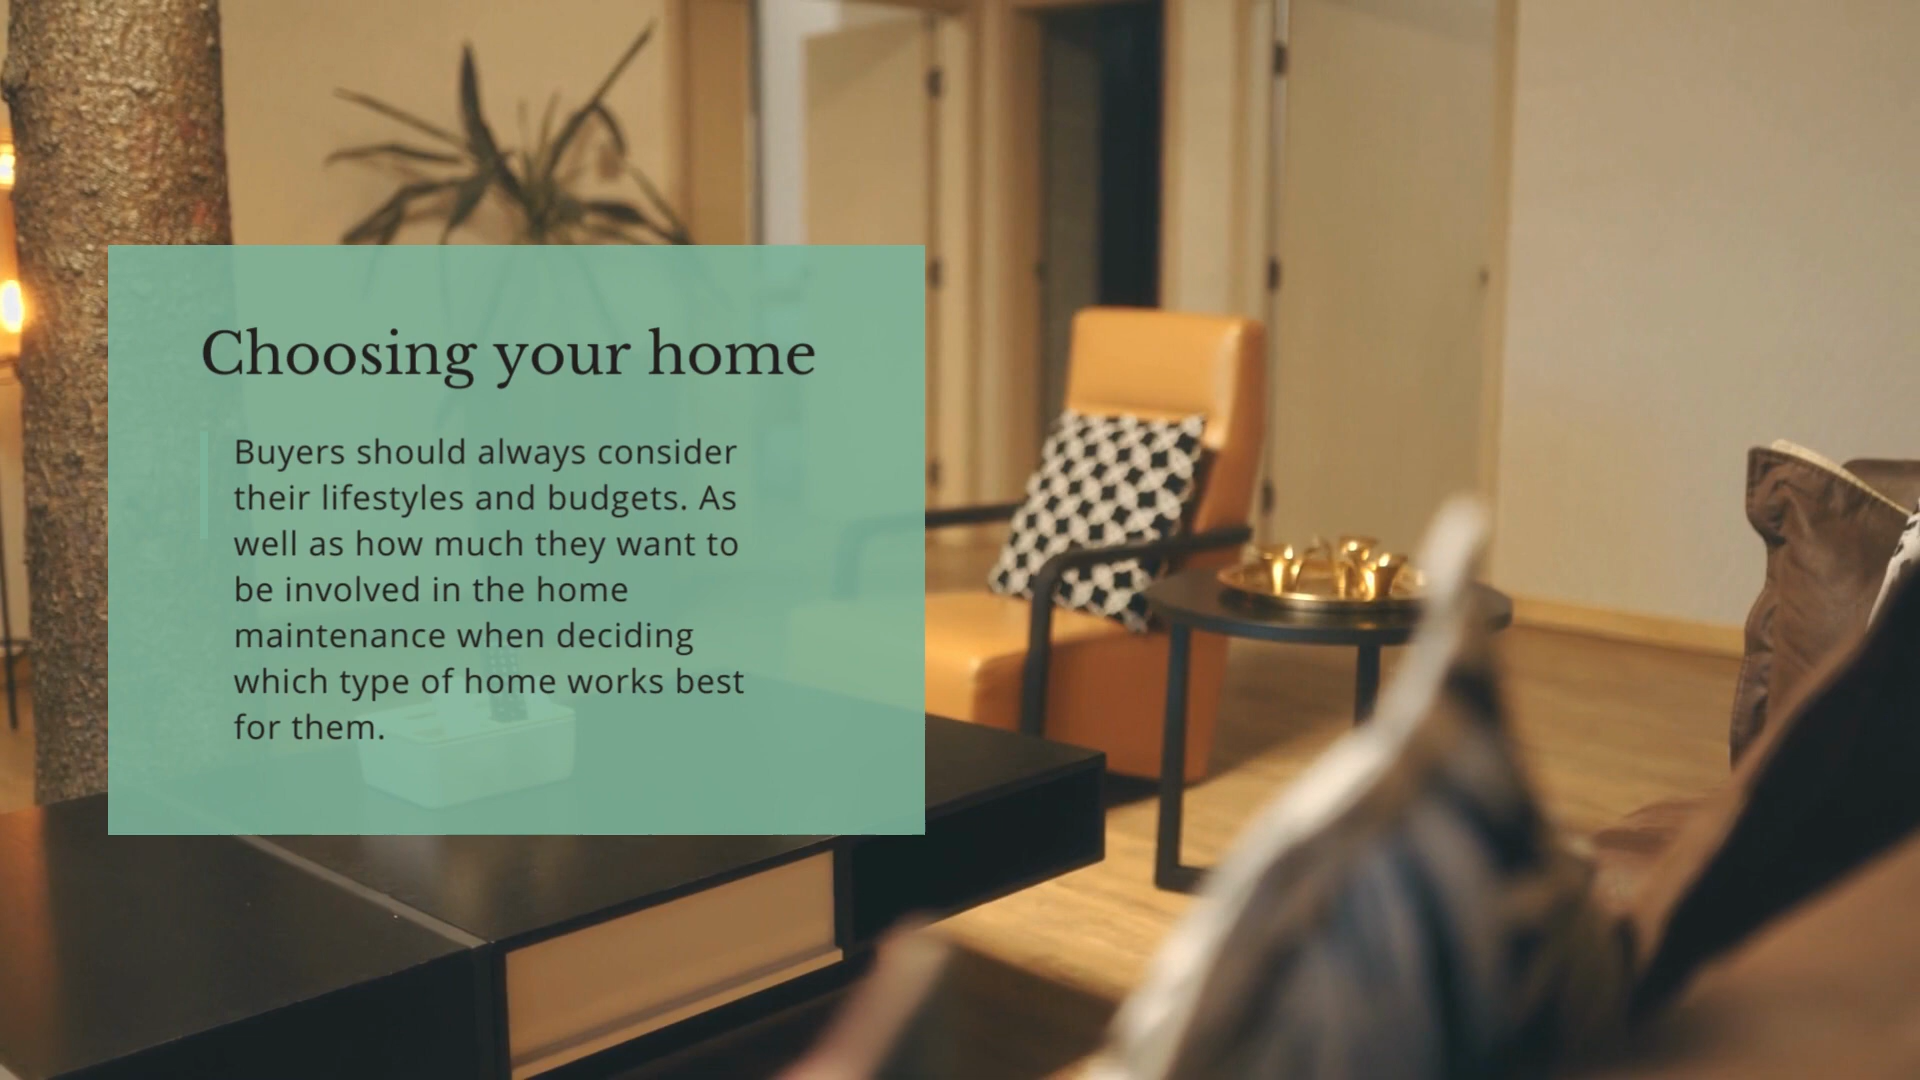 Choosing your home
Buyers should always consider
their lifestyles and budgets. As
well as how much they want to
be involved in the home
maintenance when deciding
which type of home works best
for them.